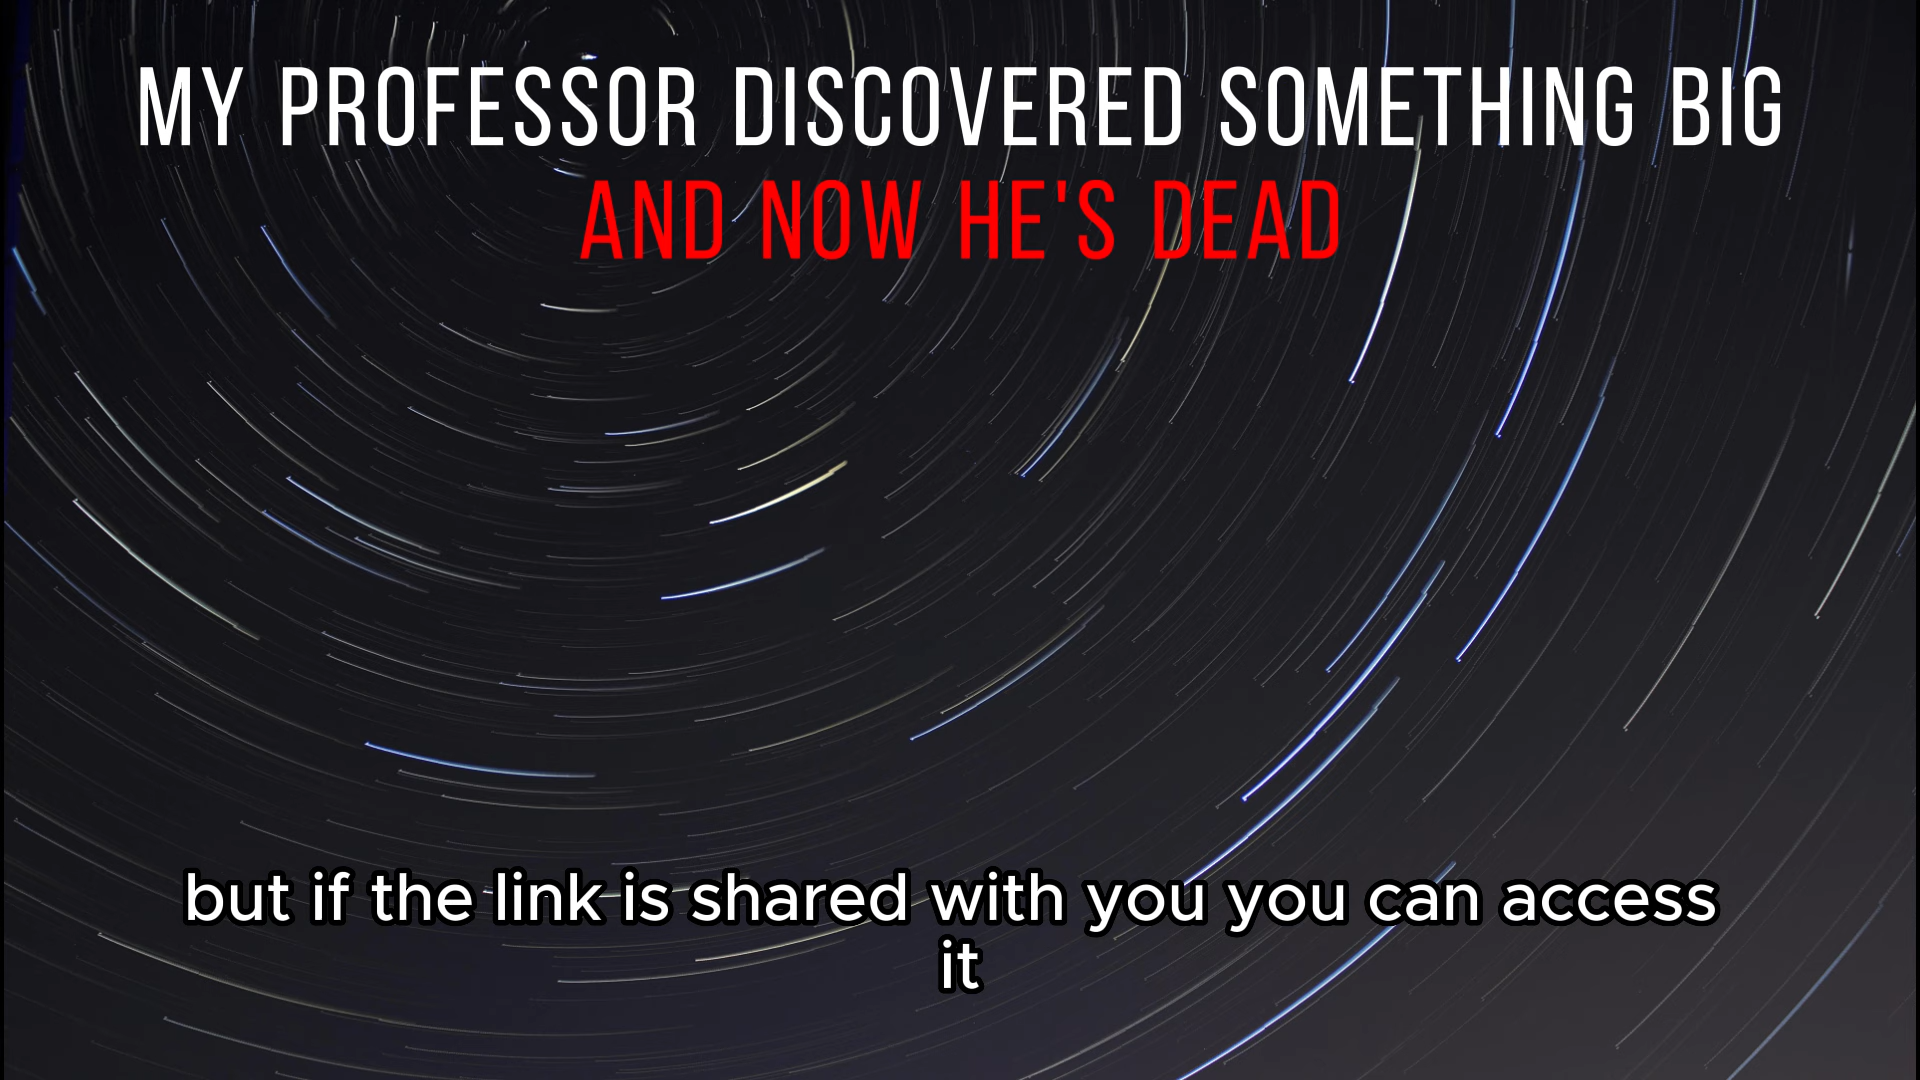 MY PROFESSOR DISCOVERED SOMETHING BIG
AND NOW HE'S DEAD
but if the link is shared with you you can access
it